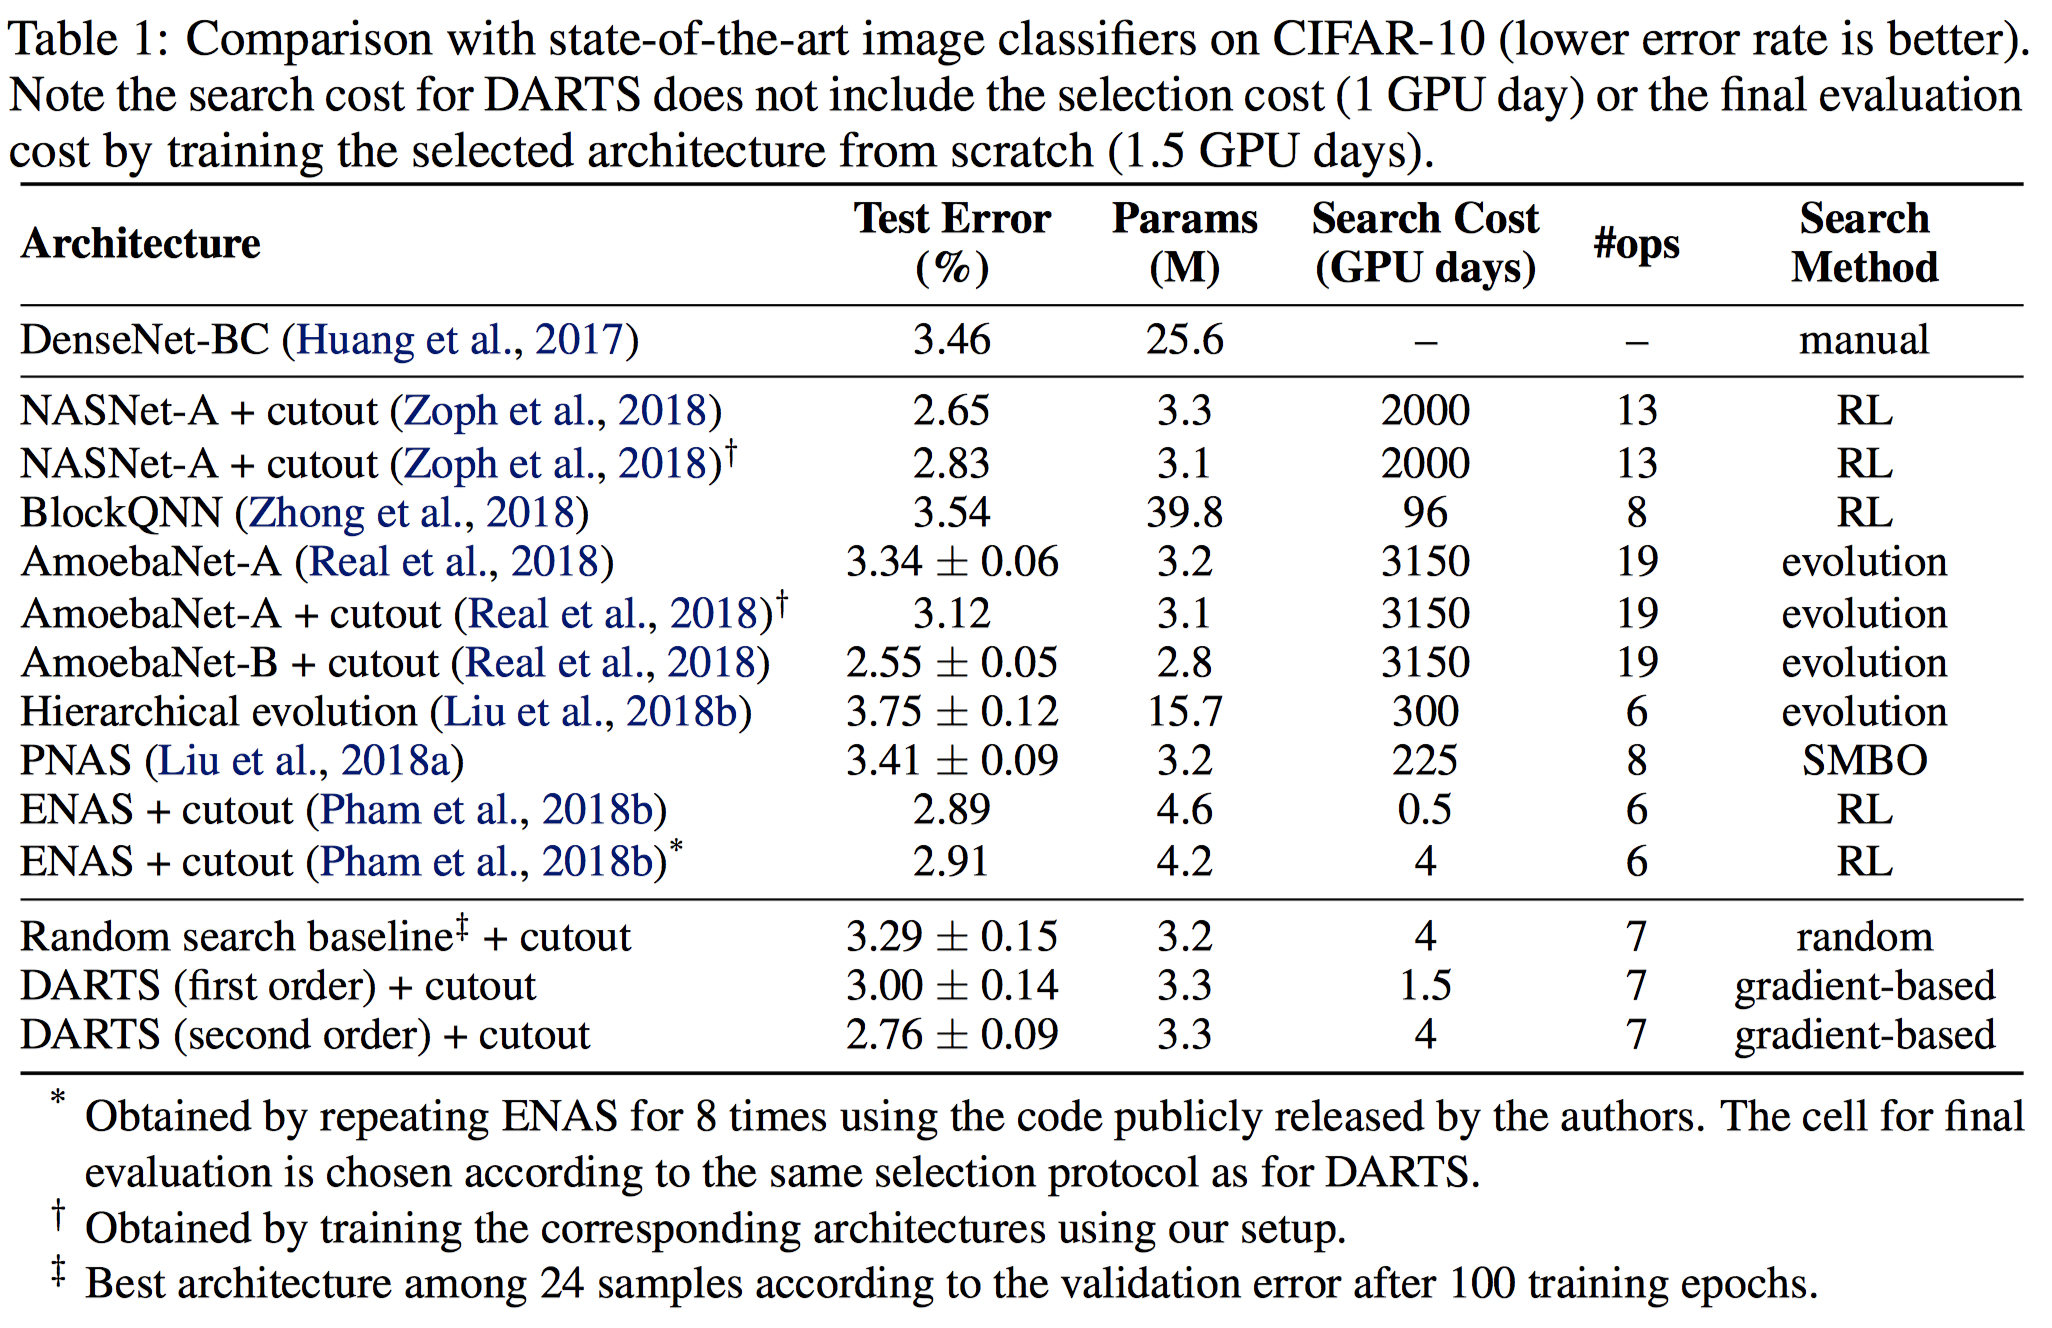 Table 1: Comparison with state-of-the-art image classifiers on CIFAR-10 (lower error rate is better).
Note the search cost for DARTS does not include the selection cost (1 GPU day) or the final evaluation
cost by training the selected architecture from scratch (1.5 GPU days).
Architecture Test Error (%) Params (M) Search Cost (GPU days) #ops Search Method
DenseNet-BC (Huang et al., 2017) 3.46 25.6 – – manual
NASNet-A + cutout (Zoph et al., 2018) 2.65 3.3 2000 13 RL
NASNet-A + cutout (Zoph et al., 2018)† 2.83 3.1 2000 13 RL
BlockQNN (Zhong et al., 2018) 3.54 39.8 96 8 RL
AmoebaNet-A (Real et al., 2018) 3.34 ± 0.06 3.2 3150 19 evolution
AmoebaNet-A + cutout (Real et al., 2018)† 3.12 3.1 3150 19 evolution
AmoebaNet-B + cutout (Real et al., 2018) 2.55 ± 0.05 2.8 3150 19 evolution
Hierarchical evolution (Liu et al., 2018b) 3.75 ± 0.12 15.7 300 6 evolution
PNAS (Liu et al., 2018a) 3.41 ± 0.09 3.2 225 8 SMBO
ENAS + cutout (Pham et al., 2018b) 2.89 4.6 0.5 6 RL
ENAS + cutout (Pham et al., 2018b)* 2.91 4.2 4 6 RL
Random search baseline‡ + cutout 3.29 ± 0.15 3.2 4 7 random
DARTS (first order) + cutout 3.00 ± 0.14 3.3 1.5 7 gradient-based
DARTS (second order) + cutout 2.76 ± 0.09 3.3 4 7 gradient-based
* Obtained by repeating ENAS for 8 times using the code publicly released by the authors. The cell for final
evaluation is chosen according to the same selection protocol as for DARTS.
† Obtained by training the corresponding architectures using our setup.
‡ Best architecture among 24 samples according to the validation error after 100 training epochs.